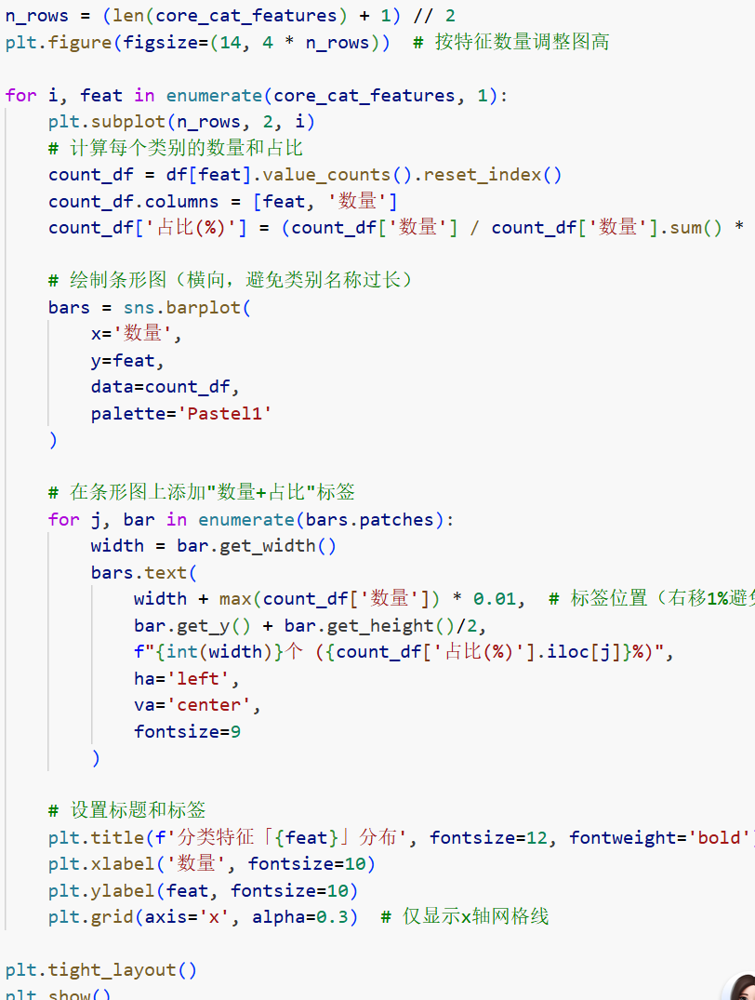 n_rows = (len(core_cat_features) + 1) // 2
plt.figure(figsize=(14, 4 * n_rows))  # 按特征数量调整图高

for i, feat in enumerate(core_cat_features, 1):
    plt.subplot(n_rows, 2, i)
    # 计算每个类别的数量和占比
    count_df = df[feat].value_counts().reset_index()
    count_df.columns = [feat, '数量']
    count_df['占比(%)'] = (count_df['数量'] / count_df['数量'].sum() *

    # 绘制条形图（横向，避免类别名称过长）
    bars = sns.barplot(
        x='数量',
        y=feat,
        data=count_df,
        palette='Pastel1'
    )

    # 在条形图上添加"数量+占比"标签
    for j, bar in enumerate(bars.patches):
        width = bar.get_width()
        bars.text(
            width + max(count_df['数量']) * 0.01,  # 标签位置（右移1%避
            bar.get_y() + bar.get_height()/2,
            f"{int(width)}个 ({count_df['占比(%)'].iloc[j]}%)",
            ha='left',
            va='center',
            fontsize=9
        )

    # 设置标题和标签
    plt.title(f'分类特征「{feat}」分布', fontsize=12, fontweight='bold')
    plt.xlabel('数量', fontsize=10)
    plt.ylabel(feat, fontsize=10)
    plt.grid(axis='x', alpha=0.3)  # 仅显示x轴网格线

plt.tight_layout()
plt.show()